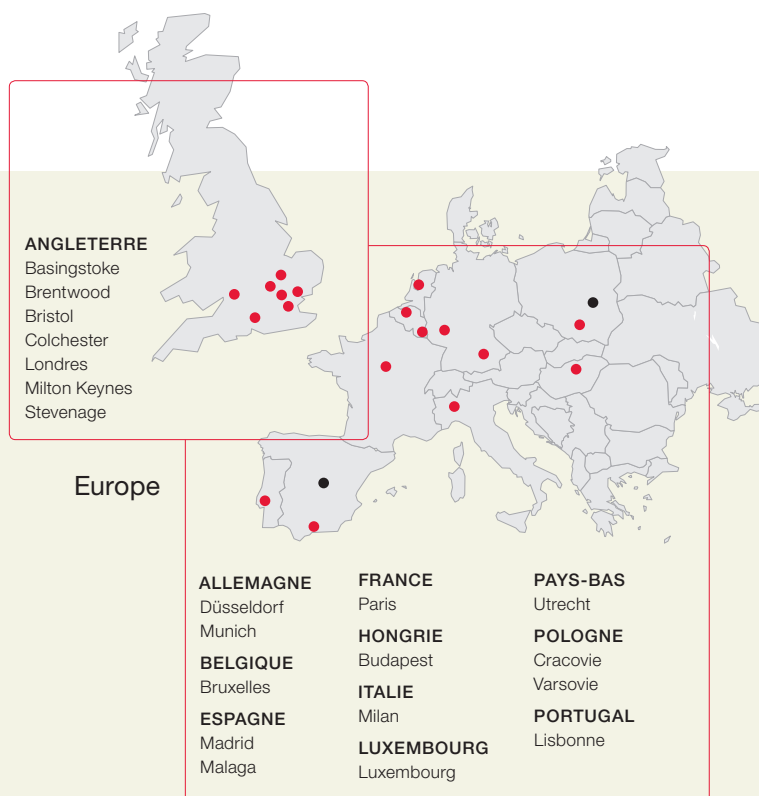 ANGLETERRE
Basingstoke
Brentwood
Bristol
Colchester
Londres
Milton Keynes
Stevenage
Europe
ALLEMAGNE
Düsseldorf
Munich
BELGIQUE
Bruxelles
ESPAGNE
Madrid
Malaga
FRANCE
Paris
HONGRIE
Budapest
ITALIE
Milan
LUXEMBOURG
Luxembourg
PAYS-BAS
Utrecht
POLOGNE
Cracovie
Varsovie
PORTUGAL
Lisbonne